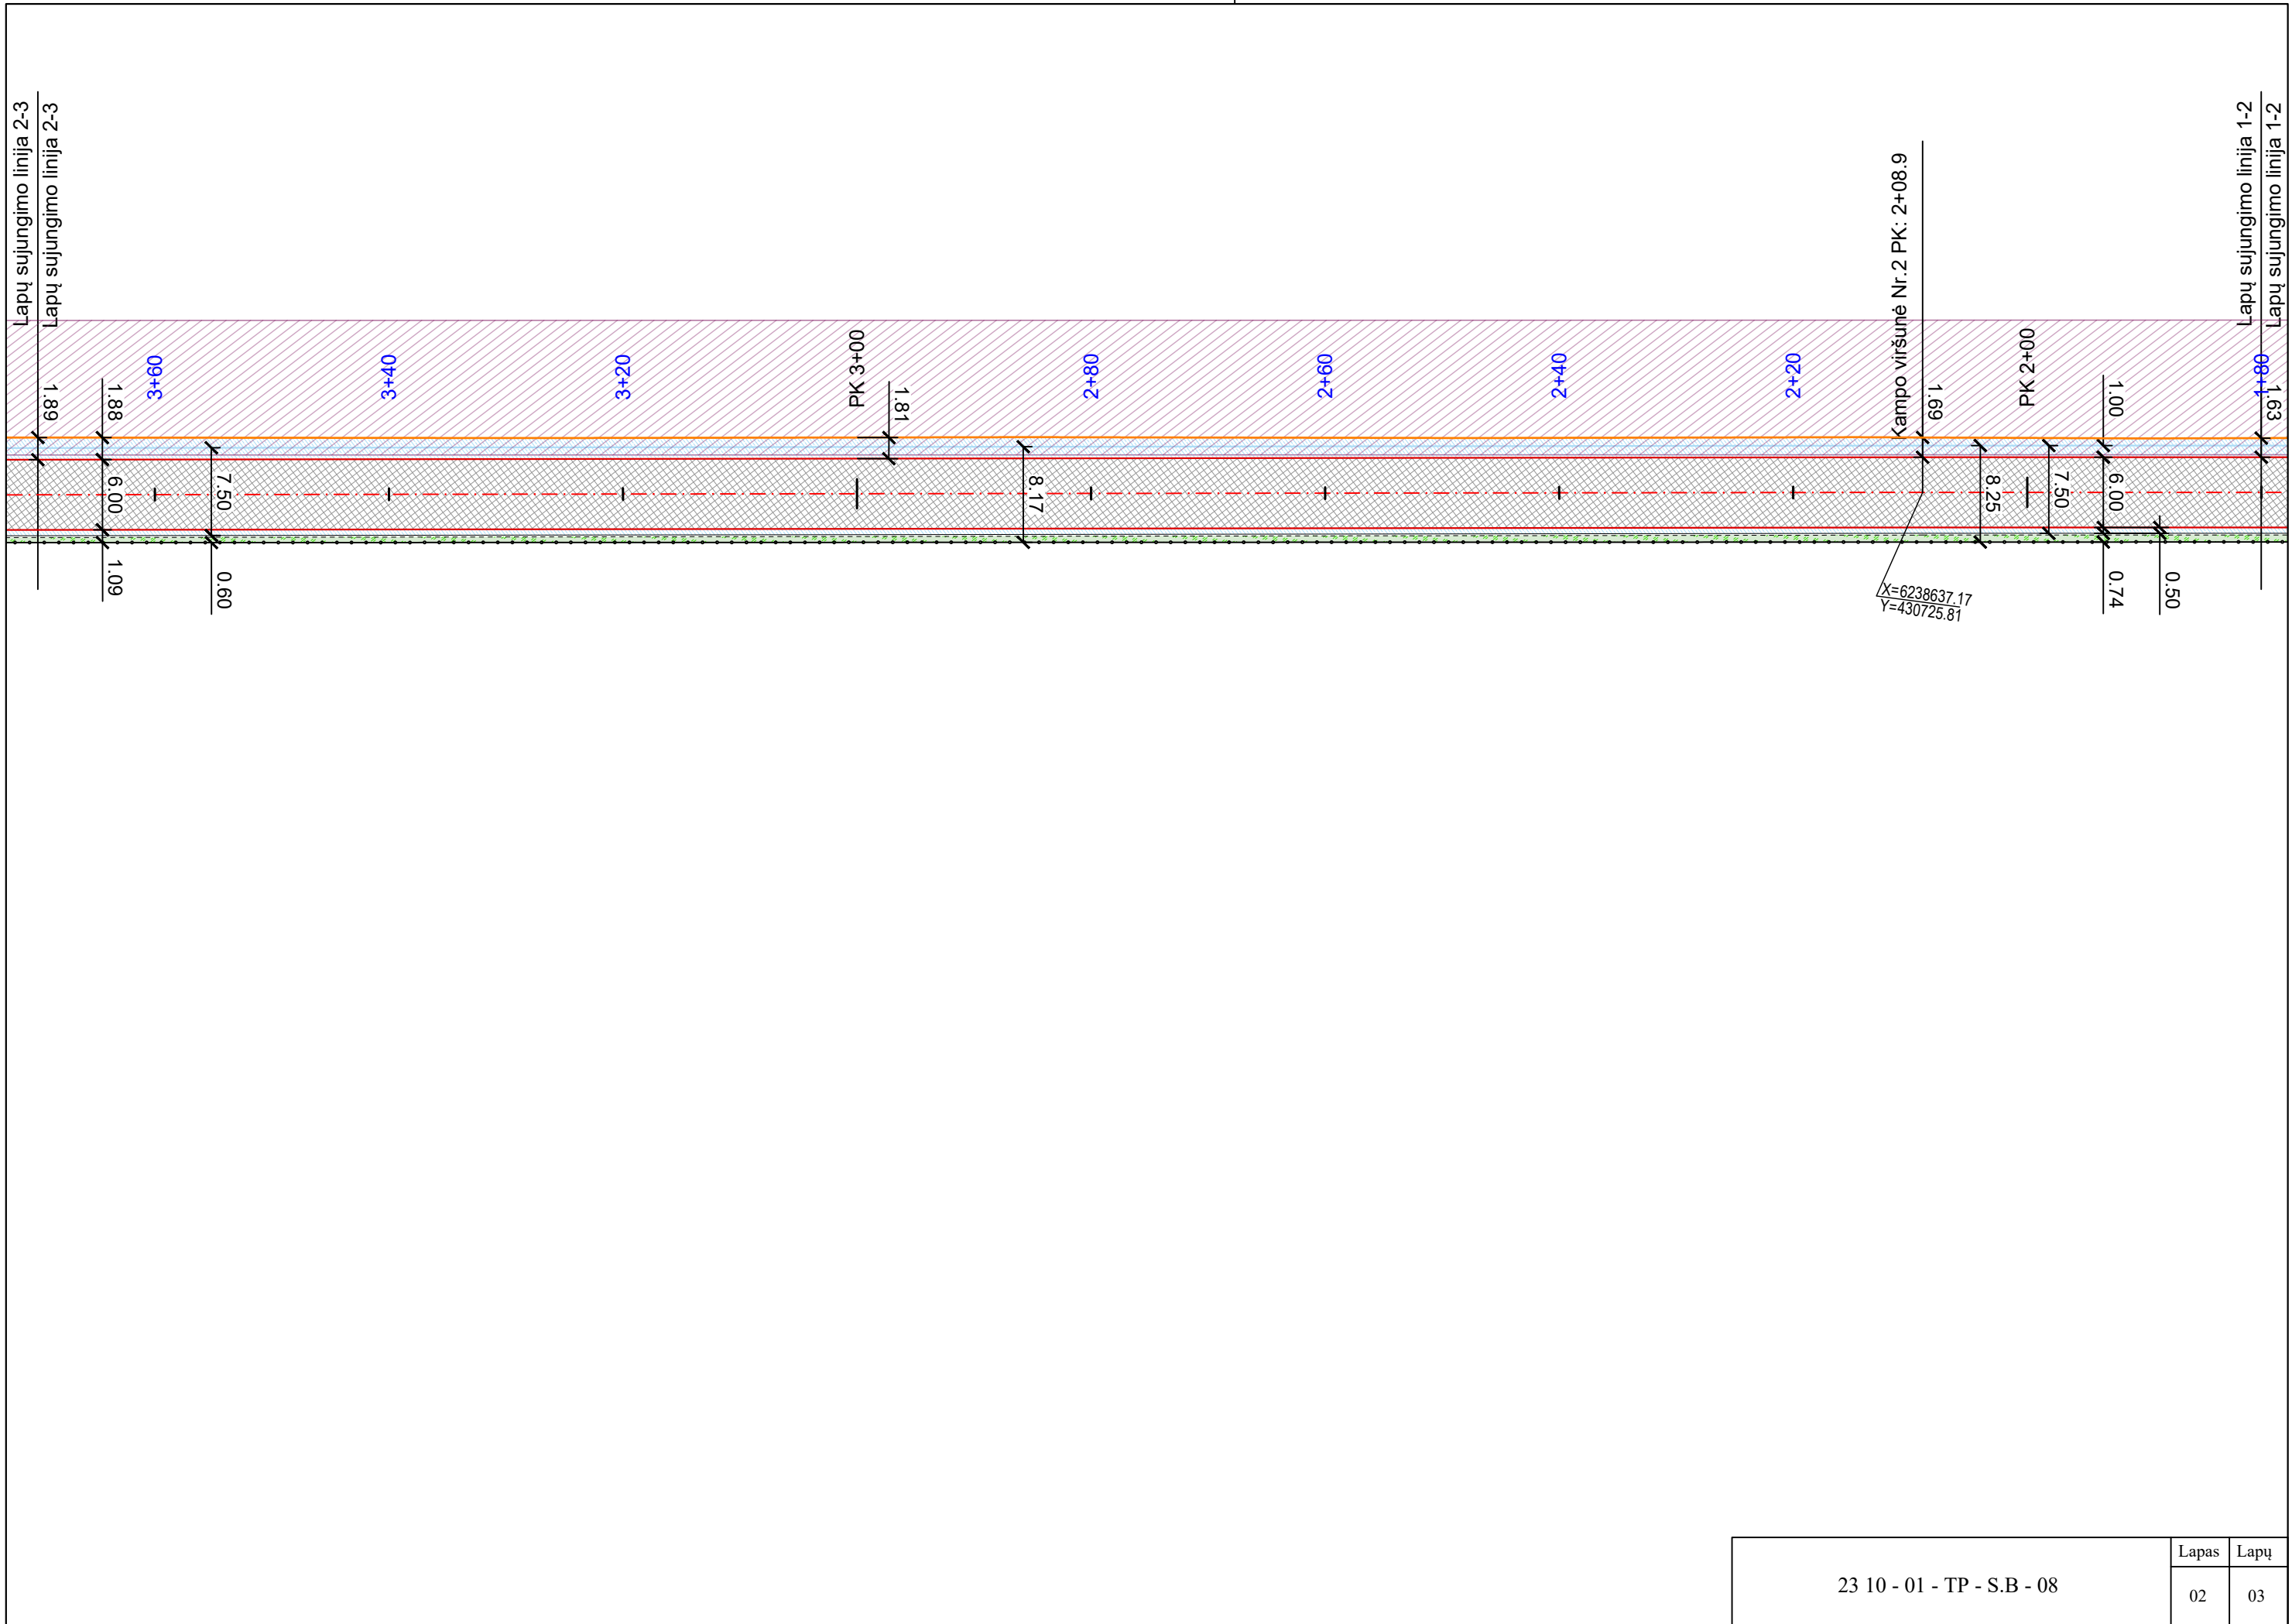 Lapų sujungimo linija 2-3
Lapų sujungimo linija 2-3
Kampo viršunė Nr.2 PK: 2+08.9
Lapų sujungimo linija 1-2
Lapų sujungimo linija 1-2
3+60
3+40
3+20
PK 3+00
2+80
2+60
2+40
2+20
PK 2+00
1+80
1.89
1.88
1.81
1.69
1.00
1.63
6.00
7.50
8.17
8.25
7.50
6.00
1.09
0.60
0.74
0.50
X=6238637.17
Y=430725.81
23 10 - 01 - TP - S.B - 08
Lapas Lapų
02 03